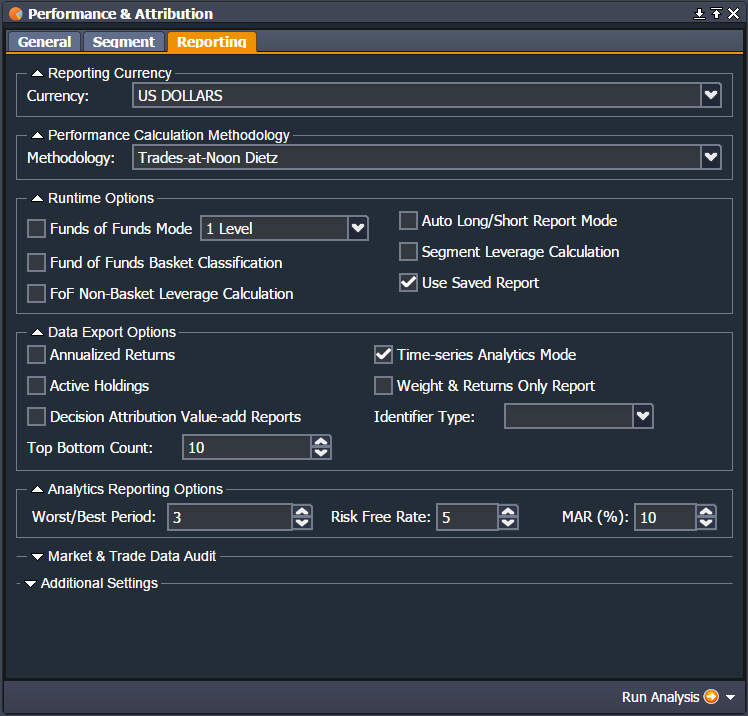 Performance & Attribution
General Segment Reporting
Reporting Currency
Currency: US DOLLARS
Performance Calculation Methodology
Methodology: Trades-at-Noon Dietz
Runtime Options
Funds of Funds Mode 1 Level
Auto Long/Short Report Mode
Fund of Funds Basket Classification
Segment Leverage Calculation
FoF Non-Basket Leverage Calculation
Use Saved Report
Data Export Options
Annualized Returns
Time-series Analytics Mode
Active Holdings
Weight & Returns Only Report
Decision Attribution Value-add Reports
Identifier Type:
Top Bottom Count: 10
Analytics Reporting Options
Worst/Best Period: 3 Risk Free Rate: 5 MAR (%): 10
Market & Trade Data Audit
Additional Settings
Run Analysis